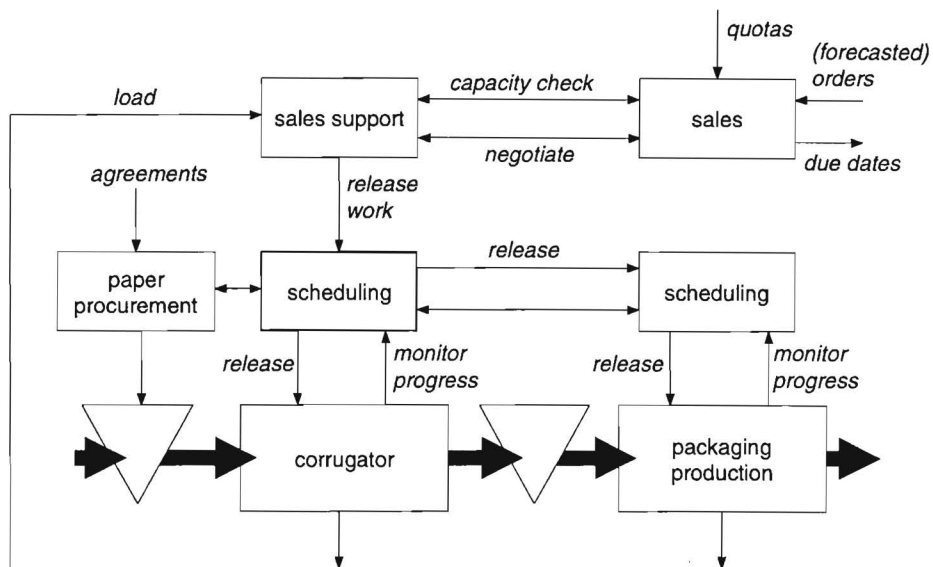 quotas
(forecasted)
orders
load
capacity check
sales support
sales
negotiate
due dates
agreements
release
work
release
paper
procurement
scheduling
scheduling
release
monitor
progress
release
monitor
progress
corrugator
packaging
production